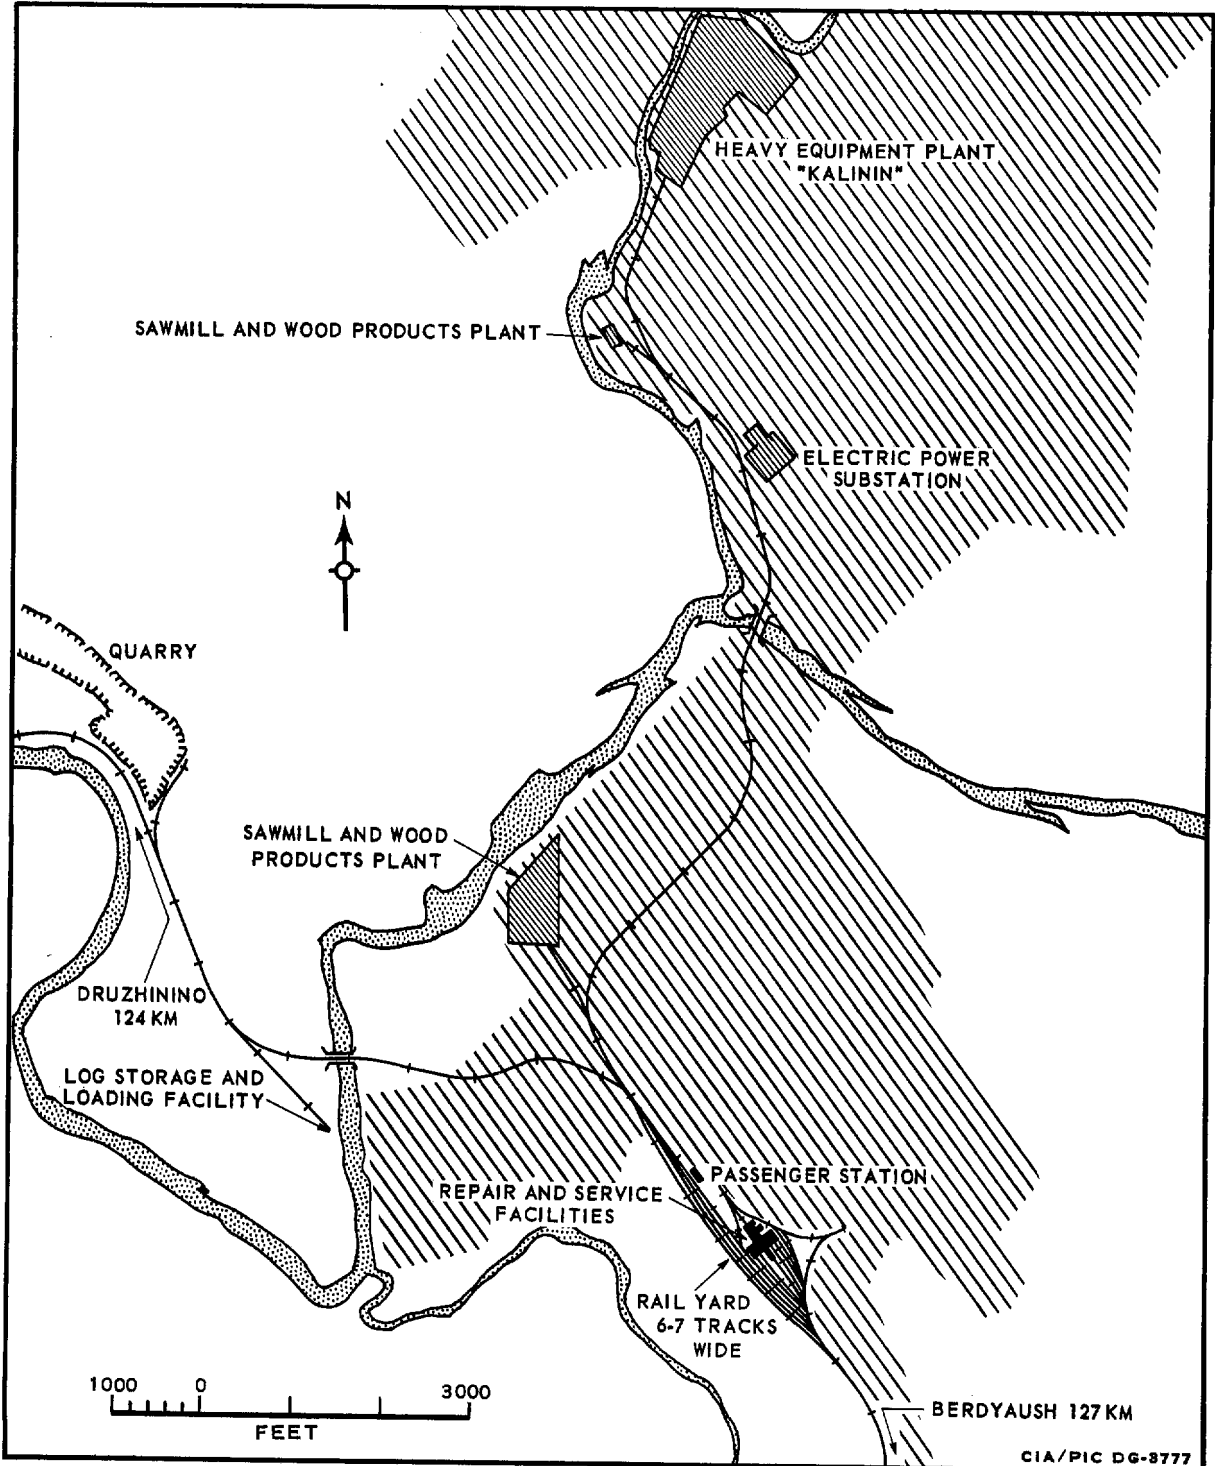 HEAVY EQUIPMENT PLANT
"KALININ"
SAWMILL AND WOOD PRODUCTS PLANT
ELECTRIC POWER
SUBSTATION
N
QUARRY
SAWMILL AND WOOD
PRODUCTS PLANT
DRUZHININO
124 KM
LOG STORAGE AND
LOADING FACILITY
PASSENGER STATION
REPAIR AND SERVICE
FACILITIES
RAIL YARD
6-7 TRACKS
WIDE
1000 0 3000
FEET
BERDYAUSH 127 KM
CIA/PIC DG-8777